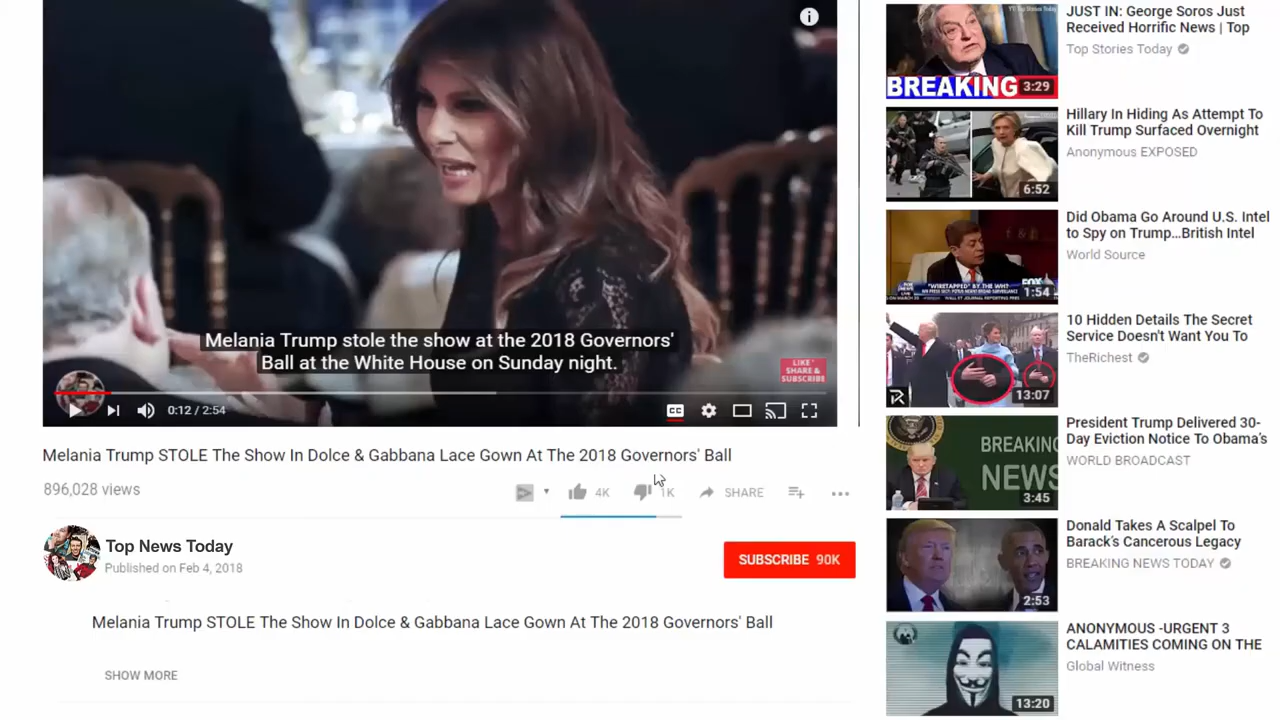 Melania Trump stole the show at the 2018 Governors'
Ball at the White House on Sunday night.
LIKE
SHARE &
SUBSCRIBE
0:12 / 2:54
CC
Melania Trump STOLE The Show In Dolce & Gabbana Lace Gown At The 2018 Governors' Ball
896,028 views
4K
1K
SHARE
Top News Today
Published on Feb 4, 2018
SUBSCRIBE 90K
Melania Trump STOLE The Show In Dolce & Gabbana Lace Gown At The 2018 Governors' Ball
SHOW MORE
BREAKING
3:29
JUST IN: George Soros Just
Received Horrific News | Top
Top Stories Today
6:52
Hillary In Hiding As Attempt To
Kill Trump Surfaced Overnight
Anonymous EXPOSED
"WIRETAPPED" BY THE WH?
FOX
1:54
Did Obama Go Around U.S. Intel
to Spy on Trump...British Intel
World Source
13:07
10 Hidden Details The Secret
Service Doesn't Want You To
TheRichest
BREAKING
NEWS
3:45
President Trump Delivered 30-
Day Eviction Notice To Obama's
WORLD BROADCAST
2:53
Donald Takes A Scalpel To
Barack's Cancerous Legacy
BREAKING NEWS TODAY
13:20
ANONYMOUS -URGENT 3
CALAMITIES COMING ON THE
Global Witness